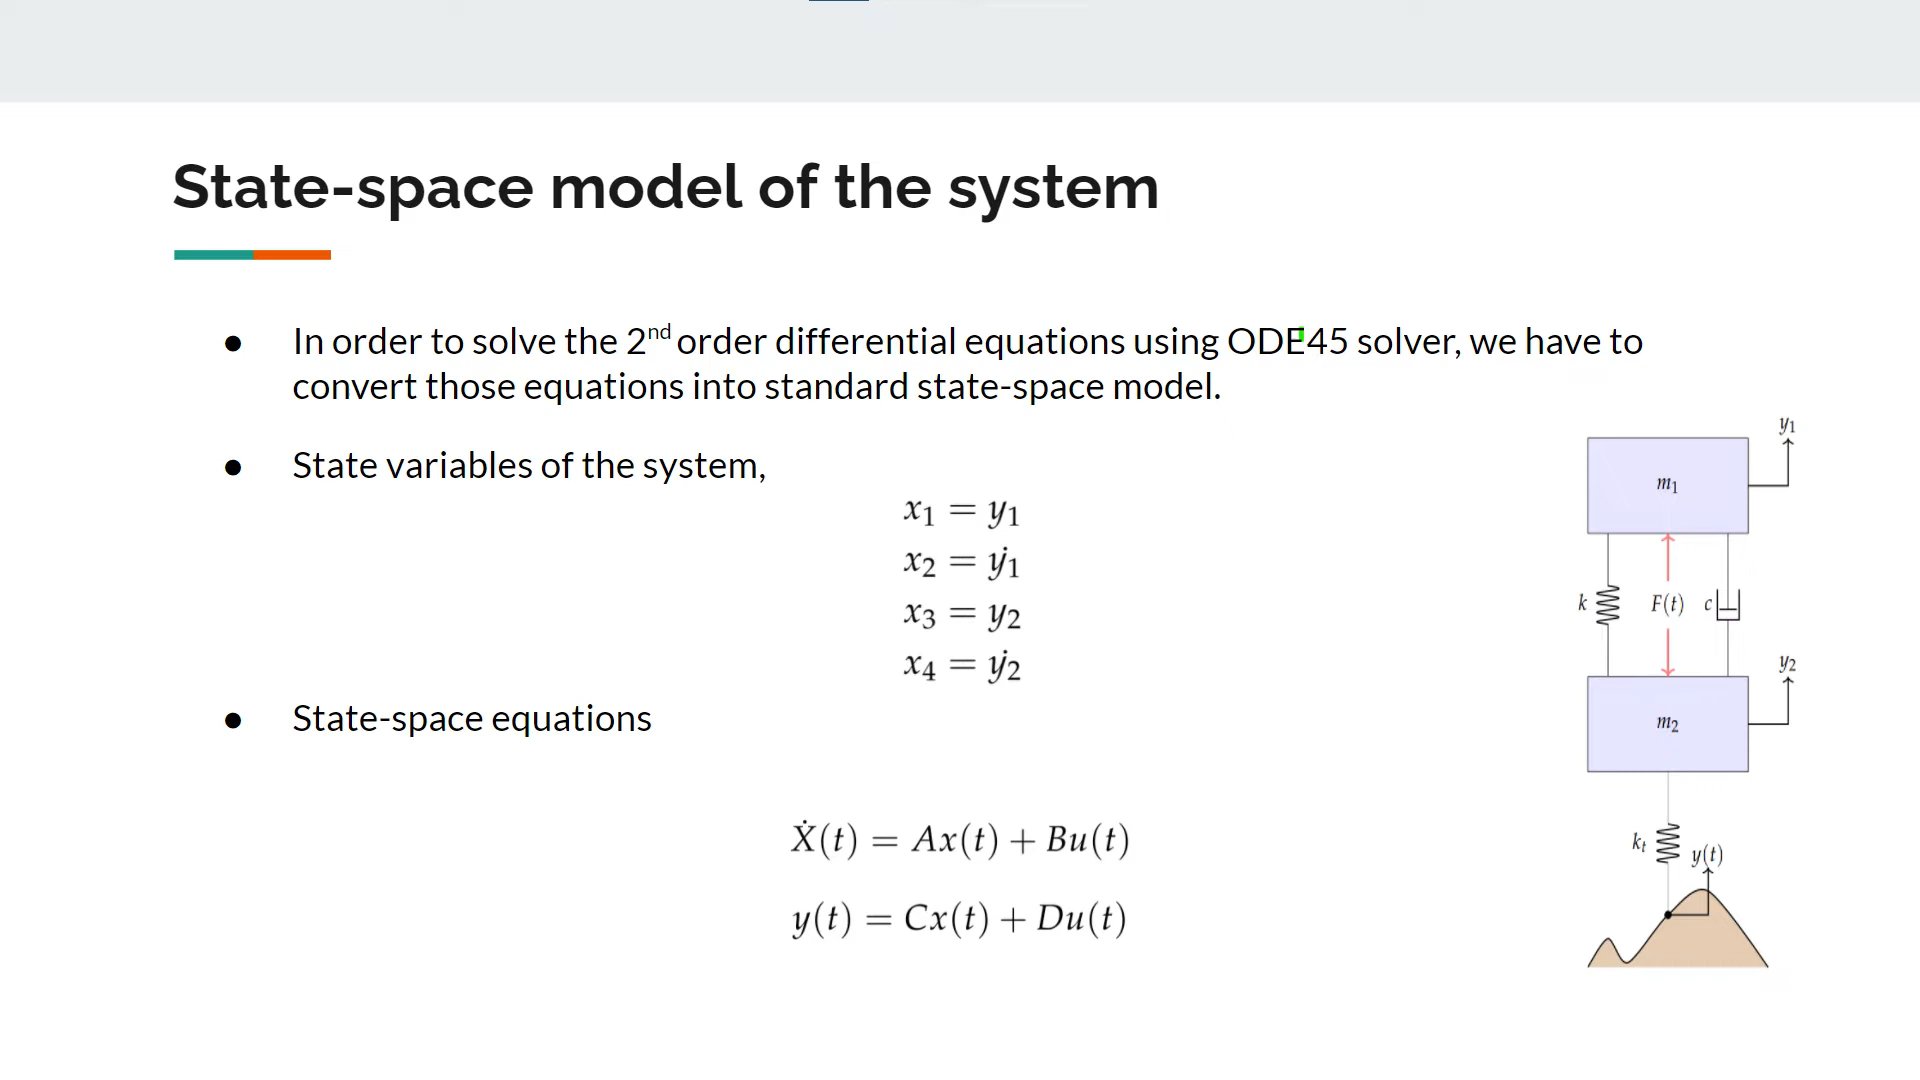 State-space model of the system
● In order to solve the 2nd order differential equations using ODE45 solver, we have to
convert those equations into standard state-space model.
● State variables of the system,
x₁ = y₁
x₂ = ẏ₁
x₃ = y₂
x₄ = ẏ₂
● State-space equations
Ẋ(t) = Ax(t) + Bu(t)
y(t) = Cx(t) + Du(t)
y₁
m₁
k F(t) c
y₂
m₂
kₜ y(t)